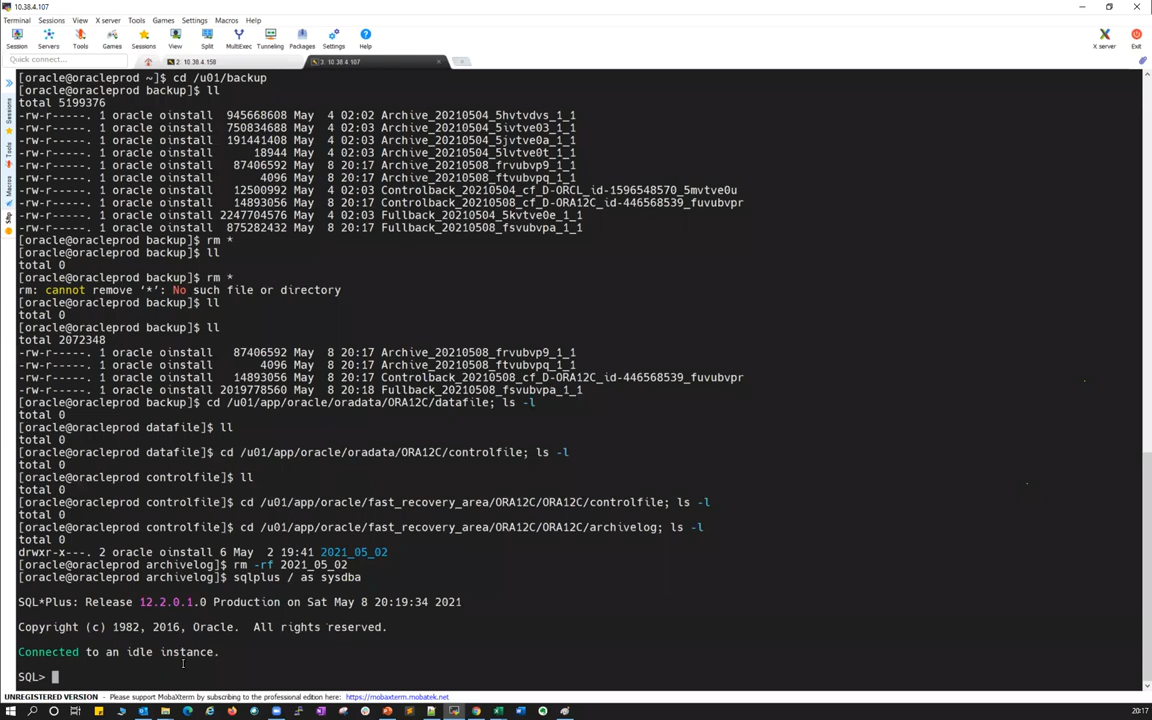 10.38.4.107
Terminal Sessions View X server Tools Games Settings Macros Help
Session Servers Tools Games Sessions View Split MultiExec Tunneling Packages Settings Help X server Exit
Quick connect... 2. 10.38.4.158 3. 10.38.4.107
[oracle@oracleprod ~]$ cd /u01/backup
[oracle@oracleprod backup]$ ll
total 5199376
-rw-r-----. 1 oracle oinstall 945668608 May 4 02:02 Archive_20210504_5hvtvdvs_1_1
-rw-r-----. 1 oracle oinstall 750834688 May 4 02:03 Archive_20210504_5ivtve03_1_1
-rw-r-----. 1 oracle oinstall 191441408 May 4 02:03 Archive_20210504_5jvtve0a_1_1
-rw-r-----. 1 oracle oinstall 18944 May 4 02:03 Archive_20210504_5lvtve0t_1_1
-rw-r-----. 1 oracle oinstall 87406592 May 8 20:17 Archive_20210508_frvubvp9_1_1
-rw-r-----. 1 oracle oinstall 4096 May 8 20:17 Archive_20210508_ftvubvpq_1_1
-rw-r-----. 1 oracle oinstall 12500992 May 4 02:03 Controlback_20210504_cf_D-ORCL_id-1596548570_5mvtve0u
-rw-r-----. 1 oracle oinstall 14893056 May 8 20:17 Controlback_20210508_cf_D-ORA12C_id-446568539_fuvubvpr
-rw-r-----. 1 oracle oinstall 2247704576 May 4 02:03 Fullback_20210504_5kvtve0e_1_1
-rw-r-----. 1 oracle oinstall 875282432 May 8 20:17 Fullback_20210508_fsvubvpa_1_1
[oracle@oracleprod backup]$ rm *
[oracle@oracleprod backup]$ ll
total 0
[oracle@oracleprod backup]$ rm *
rm: cannot remove ‘*’: No such file or directory
[oracle@oracleprod backup]$ ll
total 0
[oracle@oracleprod backup]$ ll
total 2072348
-rw-r-----. 1 oracle oinstall 87406592 May 8 20:17 Archive_20210508_frvubvp9_1_1
-rw-r-----. 1 oracle oinstall 4096 May 8 20:17 Archive_20210508_ftvubvpq_1_1
-rw-r-----. 1 oracle oinstall 14893056 May 8 20:17 Controlback_20210508_cf_D-ORA12C_id-446568539_fuvubvpr
-rw-r-----. 1 oracle oinstall 2019778560 May 8 20:18 Fullback_20210508_fsvubvpa_1_1
[oracle@oracleprod backup]$ cd /u01/app/oracle/oradata/ORA12C/datafile; ls -l
total 0
[oracle@oracleprod datafile]$ ll
total 0
[oracle@oracleprod datafile]$ cd /u01/app/oracle/oradata/ORA12C/controlfile; ls -l
total 0
[oracle@oracleprod controlfile]$ ll
total 0
[oracle@oracleprod controlfile]$ cd /u01/app/oracle/fast_recovery_area/ORA12C/ORA12C/controlfile; ls -l
total 0
[oracle@oracleprod controlfile]$ cd /u01/app/oracle/fast_recovery_area/ORA12C/ORA12C/archivelog; ls -l
total 0
drwxr-x---. 2 oracle oinstall 6 May 2 19:41 2021_05_02
[oracle@oracleprod archivelog]$ rm -rf 2021_05_02
[oracle@oracleprod archivelog]$ sqlplus / as sysdba
SQL*Plus: Release 12.2.0.1.0 Production on Sat May 8 20:19:34 2021
Copyright (c) 1982, 2016, Oracle. All rights reserved.
Connected to an idle instance.
SQL>
Sessions
Tools
Macros
Sftp
UNREGISTERED VERSION - Please support MobaXterm by subscribing to the professional edition here: https://mobaxterm.mobatek.net
20:17